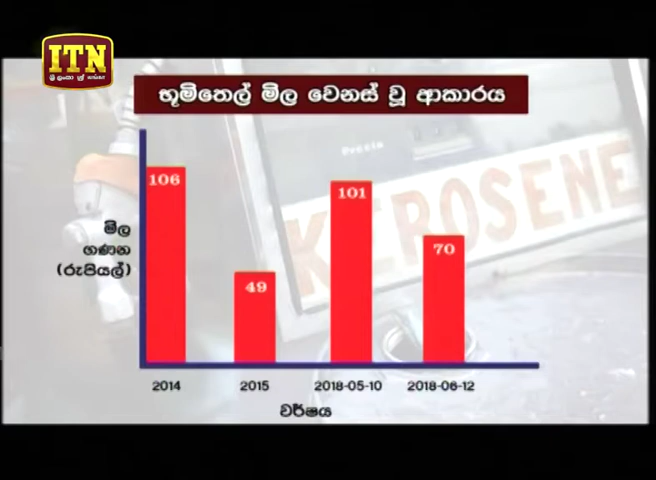 ITN
ශ්‍රී ලංකා ශ්‍රී ශාඛා
භූමිතෙල් මිල වෙනස් වූ ආකාරය
KEROSENE
මිල
ගණන
(රුපියල්)
106
49
101
70
2014
2015
2018-05-10
2018-06-12
වර්ෂය